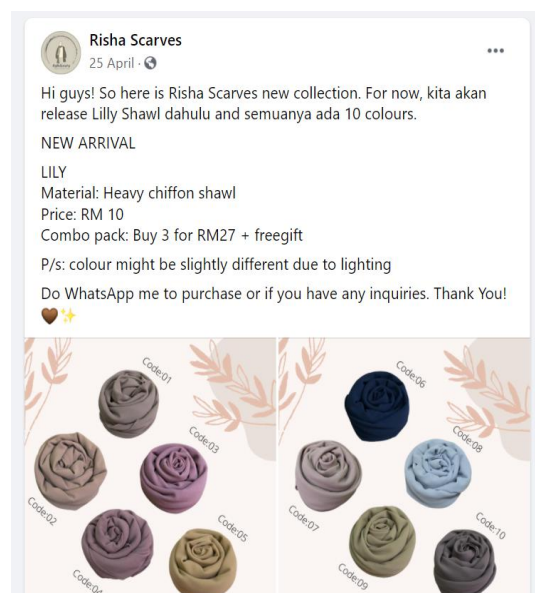 Risha Scarves
25 April ·
Hi guys! So here is Risha Scarves new collection. For now, kita akan
release Lilly Shawl dahulu and semuanya ada 10 colours.
NEW ARRIVAL
LILY
Material: Heavy chiffon shawl
Price: RM 10
Combo pack: Buy 3 for RM27 + freegift
P/s: colour might be slightly different due to lighting
Do WhatsApp me to purchase or if you have any inquiries. Thank You!
🤎✨
Code:01
Code:03
Code:02
Code:05
Code:04
Code:06
Code:08
Code:07
Code:10
Code:09